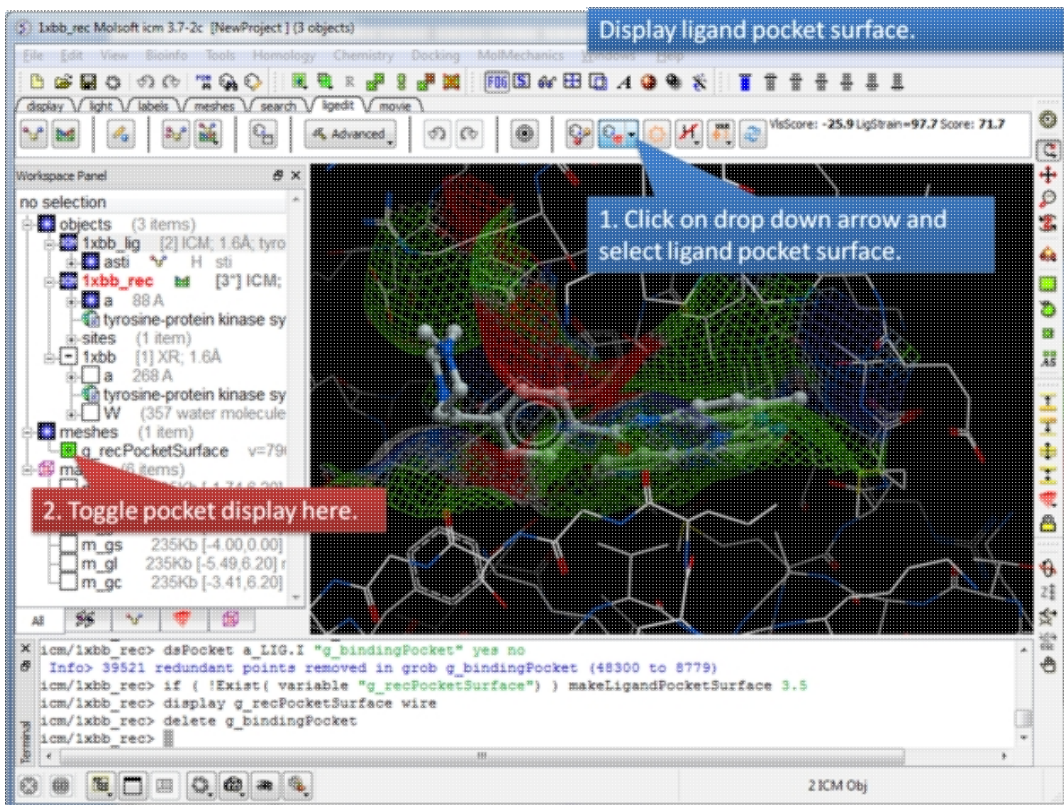 1xbb_rec Molsoft icm 3.7-2c [NewProject ] (3 objects)
Display ligand pocket surface.
File Edit View Bioinfo Tools Homology Chemistry Docking MolMechanics Windows Help
display light labels meshes search ligedit movie
Advanced
VlsScore: -25.9 LigStrain=97.7 Score: 71.7
Workspace Panel
no selection
objects (3 items)
1xbb_lig [2] ICM; 1.6Å; tyro
asti H sti
1xbb_rec [3*] ICM;
a 88 A
tyrosine-protein kinase sy
sites (1 item)
1xbb [1] XR; 1.6Å
a 268 A
tyrosine-protein kinase sy
W (357 water molecule
meshes (1 item)
g_recPocketSurface v=790
(6 items)
1. Click on drop down arrow and
select ligand pocket surface.
2. Toggle pocket display here.
m_gs 235Kb [-4.00,0.00]
m_gl 235Kb [-5.49,6.20] r
m_gc 235Kb [-3.41,6.20]
All
icm/1xbb_rec> dsPocket a_LIG.I "g_bindingPocket" yes no
Info> 39521 redundant points removed in grob g_bindingPocket (48300 to 8779)
icm/1xbb_rec> if ( !Exist( variable "g_recPocketSurface") ) makeLigandPocketSurface 3.5
icm/1xbb_rec> display g_recPocketSurface wire
icm/1xbb_rec> delete g_bindingPocket
icm/1xbb_rec>
Terminal
2 ICM Obj